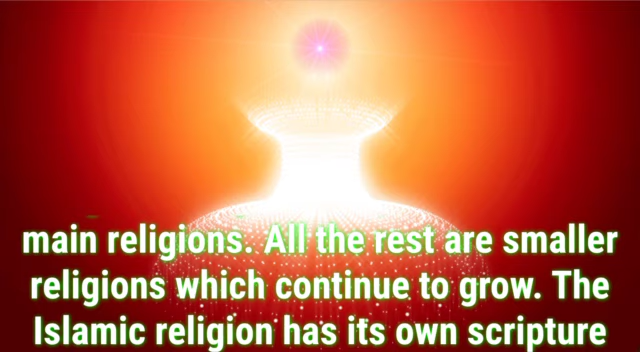 main religions. All the rest are smaller
religions which continue to grow. The
Islamic religion has its own scripture